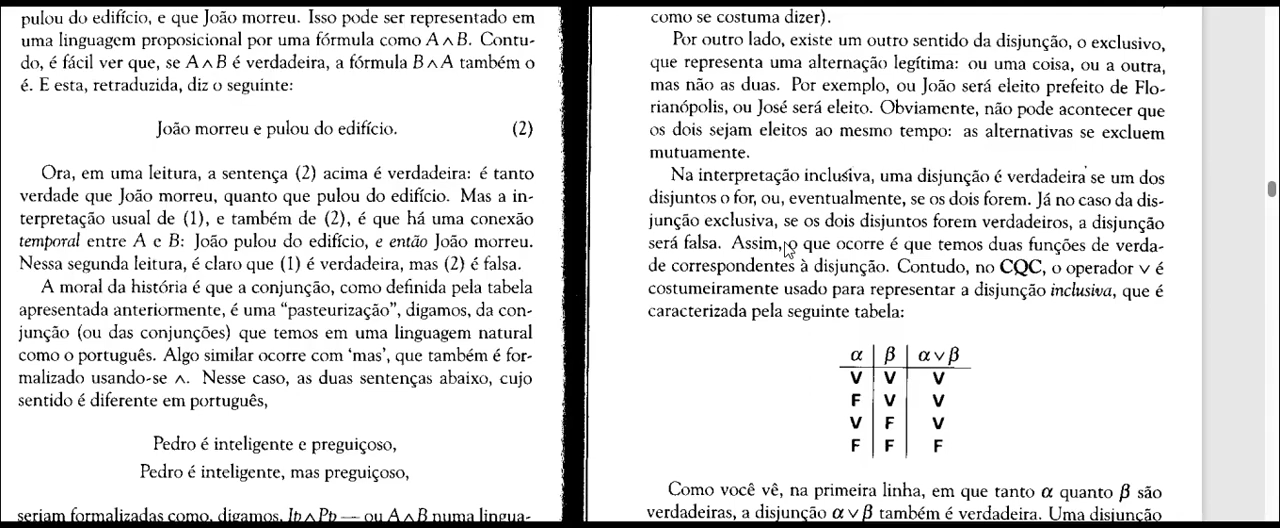 pulou do edifício, e que João morreu. Isso pode ser representado em
uma linguagem proposicional por uma fórmula como A ∧ B. Contu-
do, é fácil ver que, se A ∧ B é verdadeira, a fórmula B ∧ A também o
é. E esta, retraduzida, diz o seguinte:
João morreu e pulou do edifício. (2)
Ora, em uma leitura, a sentença (2) acima é verdadeira: é tanto
verdade que João morreu, quanto que pulou do edifício. Mas a in-
terpretação usual de (1), e também de (2), é que há uma conexão
temporal entre A e B: João pulou do edifício, e então João morreu.
Nessa segunda leitura, é claro que (1) é verdadeira, mas (2) é falsa.
A moral da história é que a conjunção, como definida pela tabela
apresentada anteriormente, é uma “pasteurização”, digamos, da con-
junção (ou das conjunções) que temos em uma linguagem natural
como o português. Algo similar ocorre com ‘mas’, que também é for-
malizado usando-se ∧. Nesse caso, as duas sentenças abaixo, cujo
sentido é diferente em português,
Pedro é inteligente e preguiçoso,
Pedro é inteligente, mas preguiçoso,
seriam formalizadas como, digamos, Ib ∧ Pb — ou A ∧ B numa lingua-
como se costuma dizer).
Por outro lado, existe um outro sentido da disjunção, o exclusivo,
que representa uma alternação legítima: ou uma coisa, ou a outra,
mas não as duas. Por exemplo, ou João será eleito prefeito de Flo-
rianópolis, ou José será eleito. Obviamente, não pode acontecer que
os dois sejam eleitos ao mesmo tempo: as alternativas se excluem
mutuamente.
Na interpretação inclusiva, uma disjunção é verdadeira se um dos
disjuntos o for, ou, eventualmente, se os dois forem. Já no caso da dis-
junção exclusiva, se os dois disjuntos forem verdadeiros, a disjunção
será falsa. Assim, o que ocorre é que temos duas funções de verda-
de correspondentes à disjunção. Contudo, no CQC, o operador ∨ é
costumeiramente usado para representar a disjunção inclusiva, que é
caracterizada pela seguinte tabela:
α β α ∨ β
V V V
F V V
V F V
F F F
Como você vê, na primeira linha, em que tanto α quanto β são
verdadeiras, a disjunção α ∨ β também é verdadeira. Uma disjunção